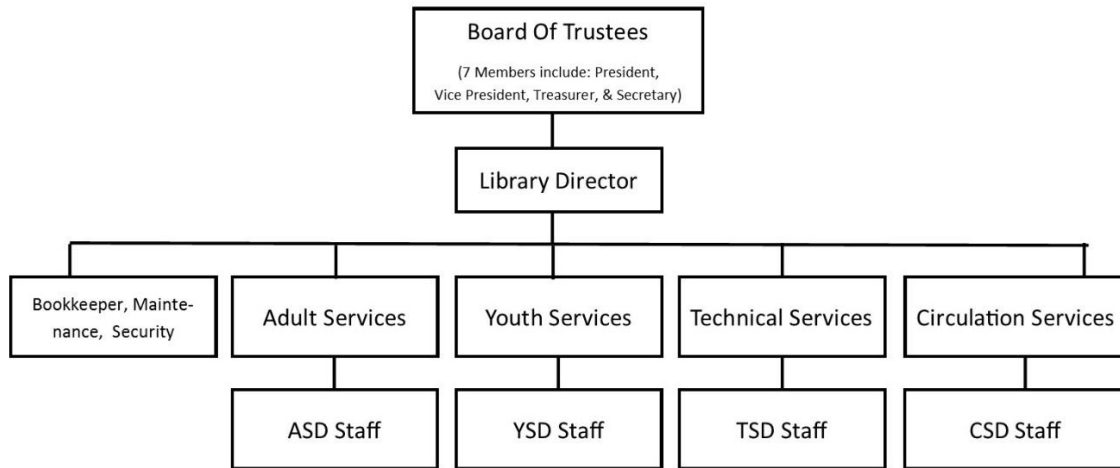 Board Of Trustees
(7 Members include: President,
Vice President, Treasurer, & Secretary)
Library Director
Bookkeeper, Mainte-
nance, Security
Adult Services
Youth Services
Technical Services
Circulation Services
ASD Staff
YSD Staff
TSD Staff
CSD Staff